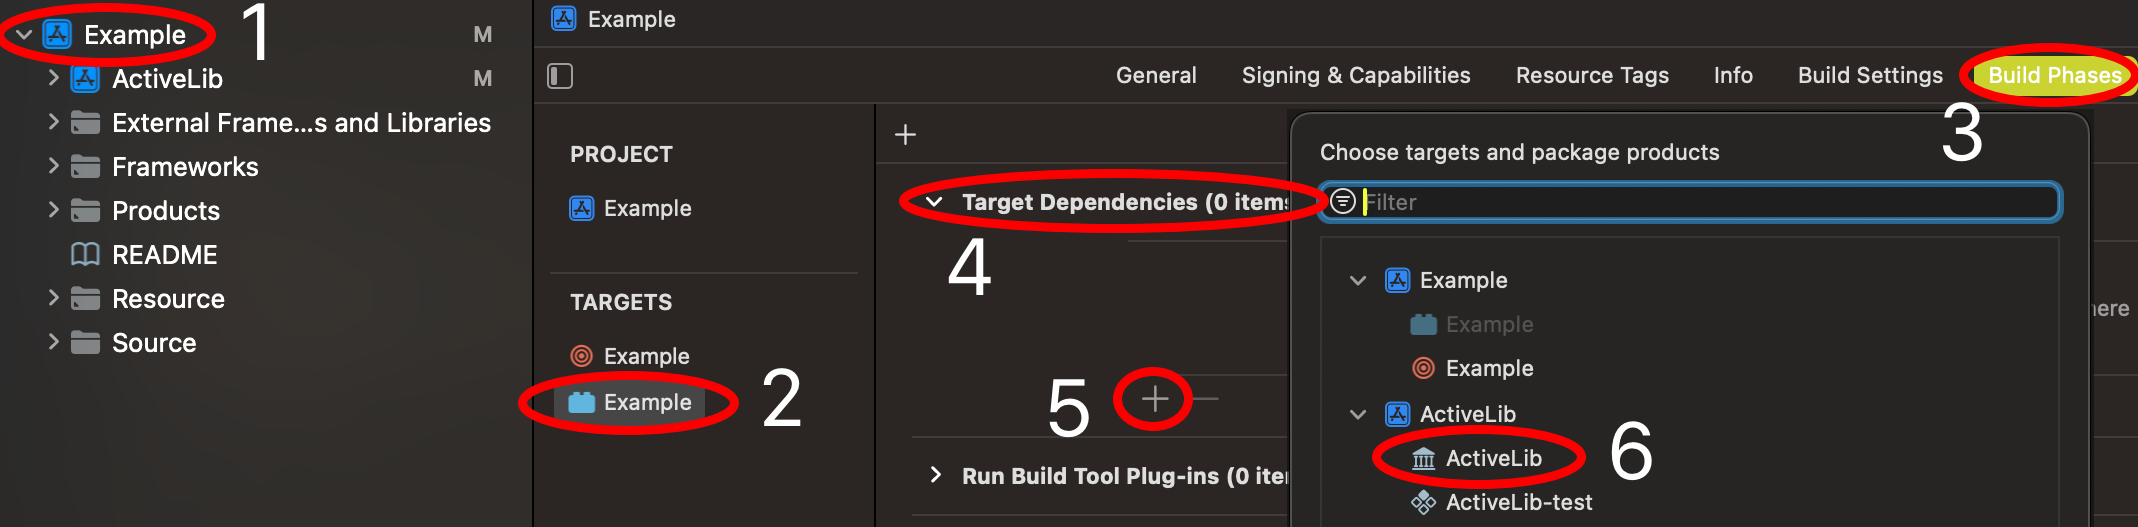 Example M
ActiveLib M
External Frame...s and Libraries
Frameworks
Products
README
Resource
Source
1
Example
General Signing & Capabilities Resource Tags Info Build Settings Build Phases
3
PROJECT
Example
TARGETS
Example
Example
2
Target Dependencies (0 items
4
5
Run Build Tool Plug-ins (0 ite
Choose targets and package products
Filter
Example
Example
Example
ActiveLib
ActiveLib
6
ActiveLib-test
here